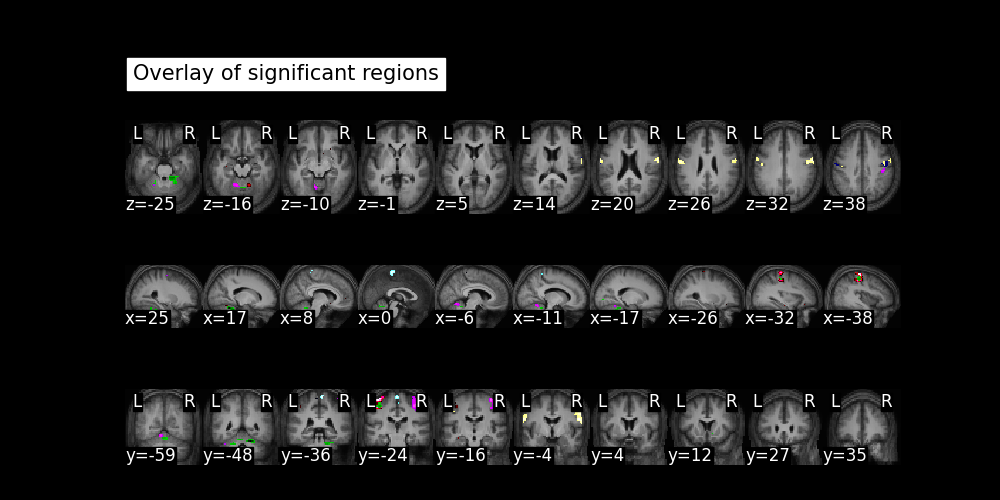 Overlay of significant regions
L R L R L R L R L R L R L R L R L R L R
z=-25 z=-16 z=-10 z=-1 z=5 z=14 z=20 z=26 z=32 z=38
x=25 x=17 x=8 x=0 x=-6 x=-11 x=-17 x=-26 x=-32 x=-38
L R L R L R L R L R L R L R L R L R L R
y=-59 y=-48 y=-36 y=-24 y=-16 y=-4 y=4 y=12 y=27 y=35